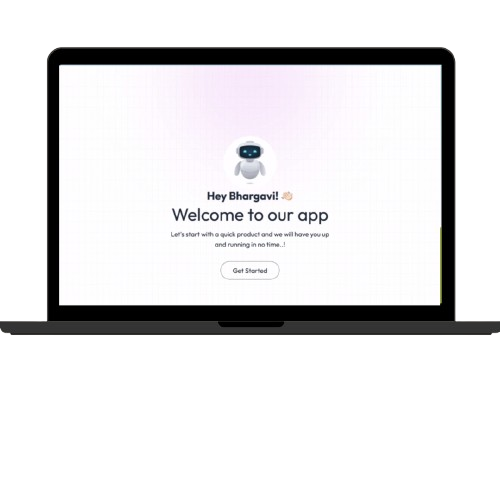 Hey Bhargavi! 👋🏻
Welcome to our app
Let's start with a quick product and we will have you up
and running in no time..!
Get Started